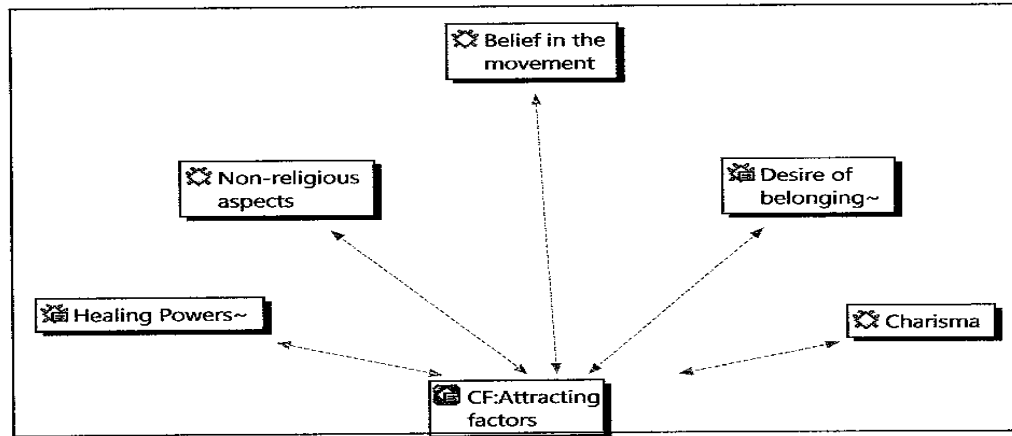 Belief in the
movement
Non-religious
aspects
Desire of
belonging~
Healing Powers~
Charisma
CF:Attracting
factors